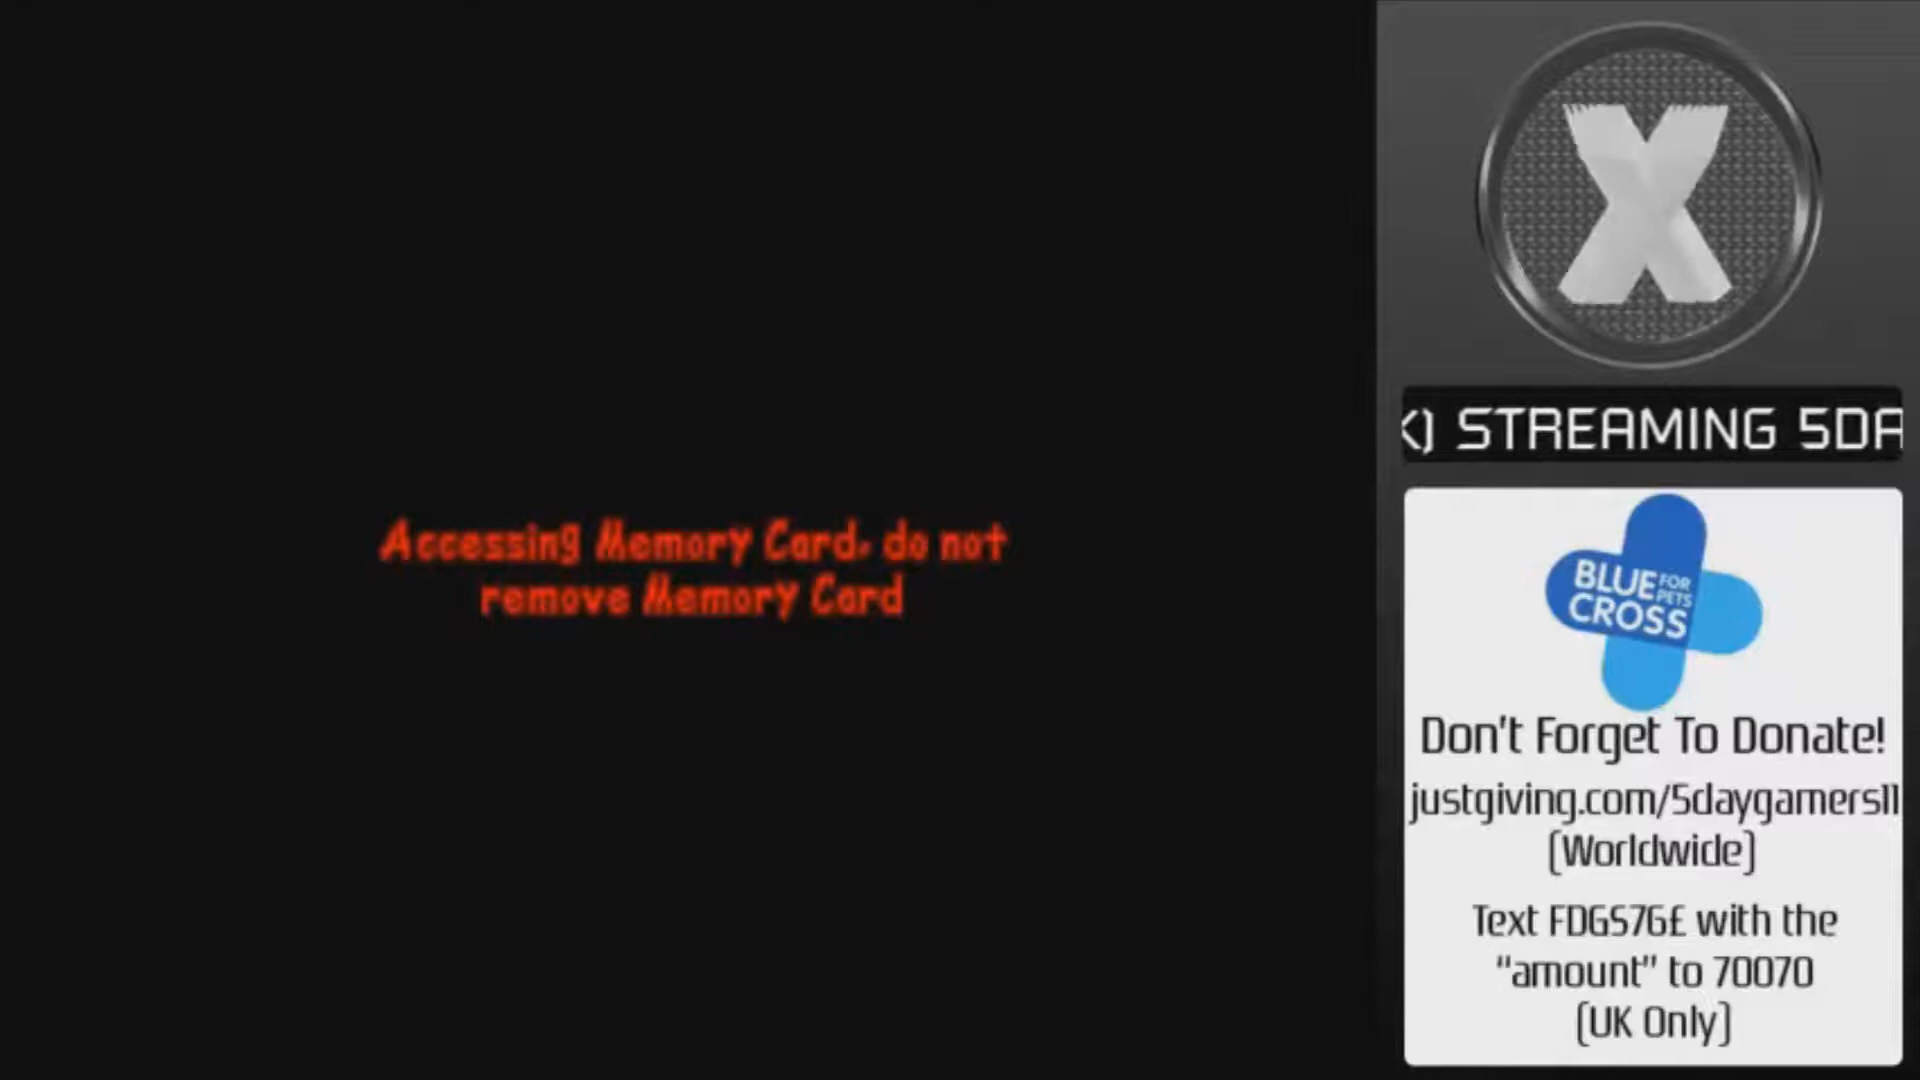 Accessing Memory Card, do not
remove Memory Card
X
X) STREAMING 5DA
BLUE FOR PETS
CROSS
Don't Forget To Donate!
justgiving.com/5daygamers11
(Worldwide)
Text FDGS76£ with the
"amount" to 70070
(UK Only)